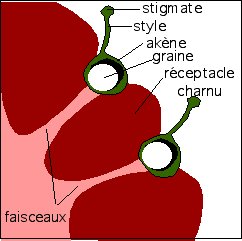 stigmate
style
akène
graine
réceptacle
charnu
faisceaux